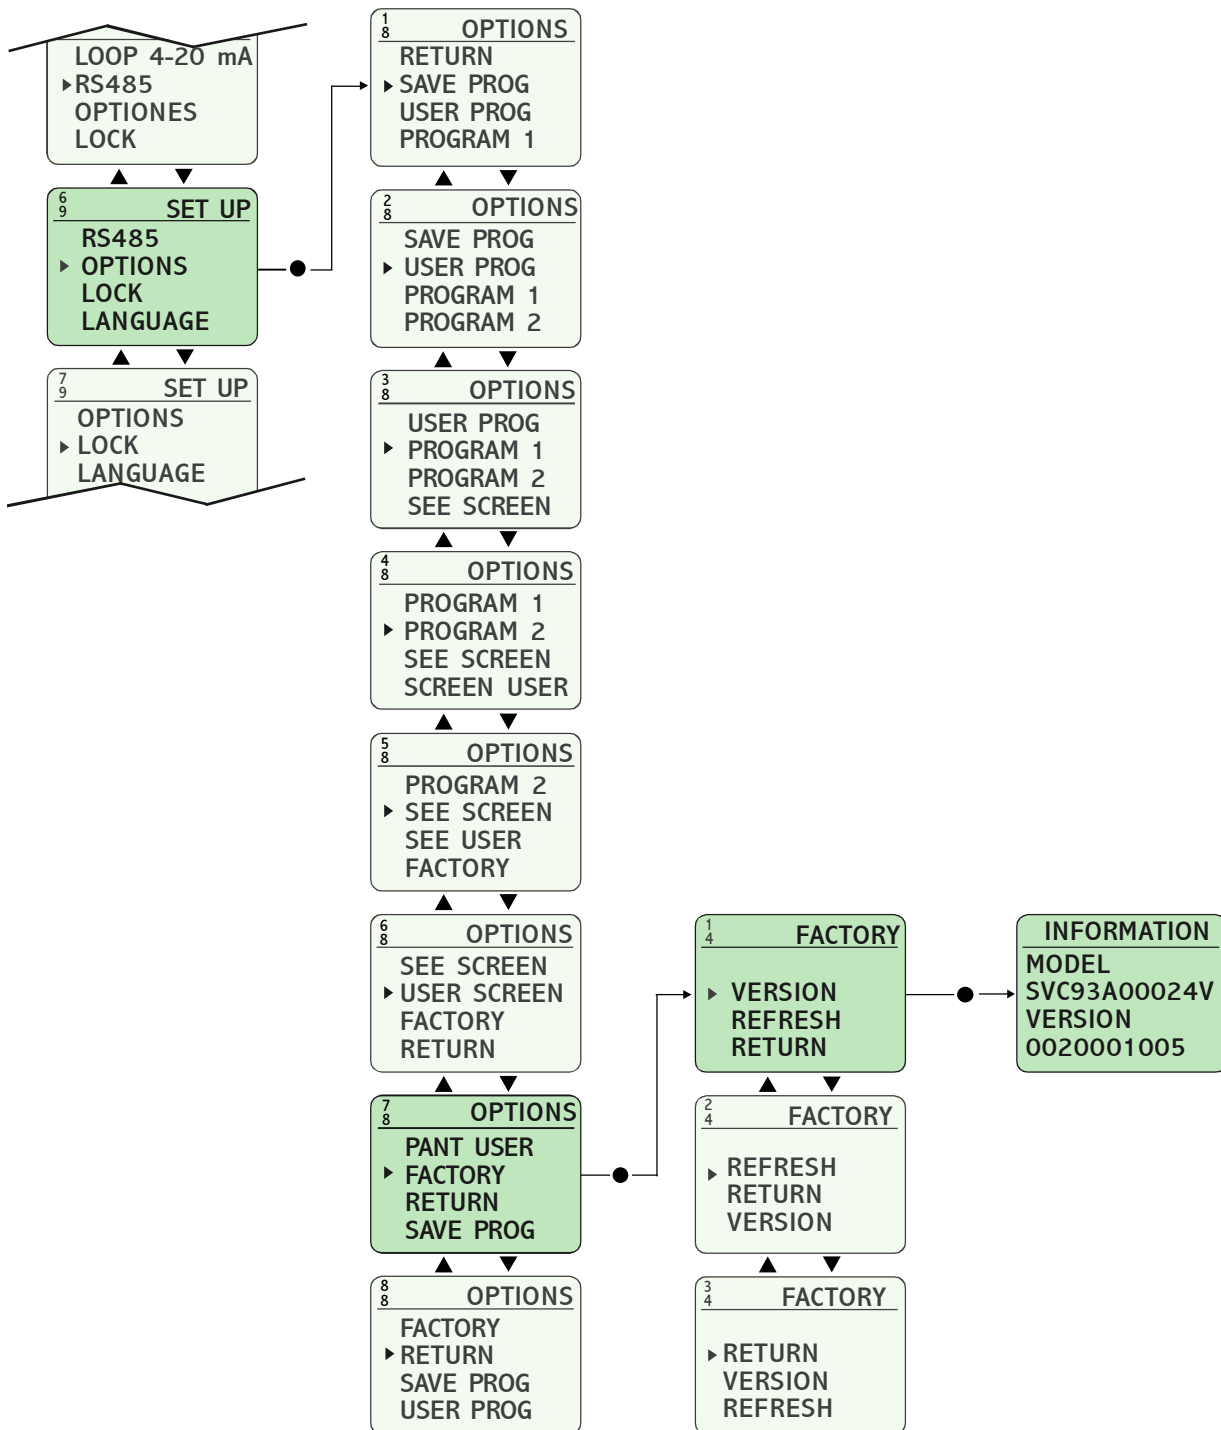 LOOP 4-20 mA
RS485
OPTIONES
LOCK
6
9
SET UP
RS485
OPTIONS
LOCK
LANGUAGE
7
9
SET UP
OPTIONS
LOCK
LANGUAGE
1
8
OPTIONS
RETURN
SAVE PROG
USER PROG
PROGRAM 1
2
8
OPTIONS
SAVE PROG
USER PROG
PROGRAM 1
PROGRAM 2
3
8
OPTIONS
USER PROG
PROGRAM 1
PROGRAM 2
SEE SCREEN
4
8
OPTIONS
PROGRAM 1
PROGRAM 2
SEE SCREEN
SCREEN USER
5
8
OPTIONS
PROGRAM 2
SEE SCREEN
SEE USER
FACTORY
6
8
OPTIONS
SEE SCREEN
USER SCREEN
FACTORY
RETURN
7
8
OPTIONS
PANT USER
FACTORY
RETURN
SAVE PROG
8
8
OPTIONS
FACTORY
RETURN
SAVE PROG
USER PROG
1
4
FACTORY
VERSION
REFRESH
RETURN
2
4
FACTORY
REFRESH
RETURN
VERSION
3
4
FACTORY
RETURN
VERSION
REFRESH
INFORMATION
MODEL
SVC93A00024V
VERSION
0020001005